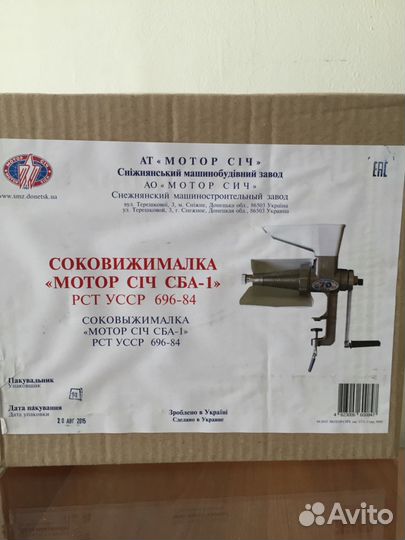 АТ «МОТОР СІЧ»
Сніжнянський машинобудівний завод
АО «МОТОР СИЧ»
Снежнянский машиностроительный завод
вул. Терешкової, 3, м. Сніжне, Донецька обл., 86503 Україна
ул. Терешковой, 3, г. Снежное, Донецкая обл., 86503 Украина
МОТОР СІЧ
www.smz.donetsk.ua
EAC
СОКОВИЖИМАЛКА
«МОТОР СІЧ СБА-1»
РСТ УССР 696-84
СОКОВЫЖИМАЛКА
«МОТОР СІЧ СБА-1»
РСТ УССР 696-84
Пакувальник
Упаковщик
Дата пакування
Дата упаковки
20 АВГ 2015
Зроблено в Україні
Сделано в Украине
Avito